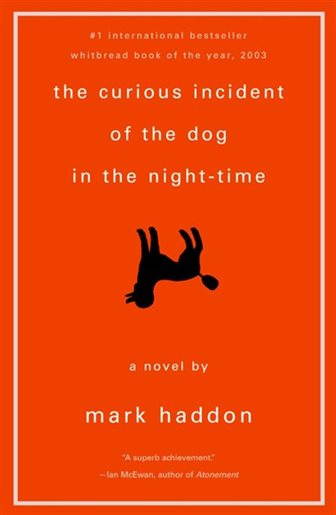 #1 international bestseller
whitbread book of the year, 2003
the curious incident
of the dog
in the night-time
a novel by
mark haddon
"A superb achievement."
—Ian McEwan, author of Atonement